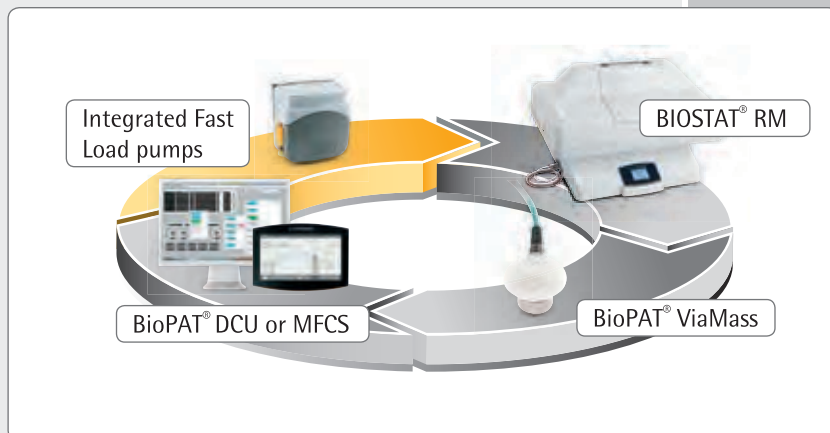 Integrated Fast
Load pumps
BIOSTAT® RM
BioPAT® DCU or MFCS
BioPAT® ViaMass